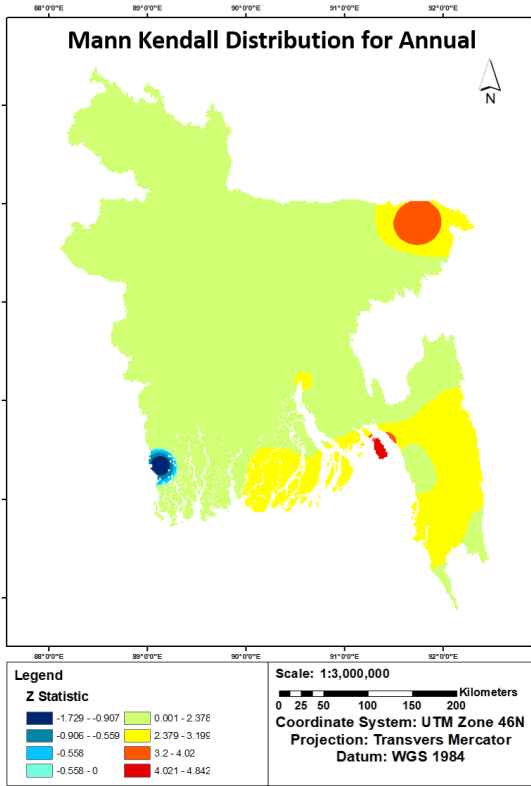 88°0'0"E 89°0'0"E 90°0'0"E 91°0'0"E 92°0'0"E
Mann Kendall Distribution for Annual
N
88°0'0"E 89°0'0"E 90°0'0"E 91°0'0"E 92°0'0"E
Legend
Z Statistic
-1.729 - -0.907
-0.906 - -0.559
-0.558
-0.558 - 0
0.001 - 2.378
2.379 - 3.199
3.2 - 4.02
4.021 - 4.842
Scale: 1:3,000,000
Kilometers
0 25 50 100 150 200
Coordinate System: UTM Zone 46N
Projection: Transvers Mercator
Datum: WGS 1984